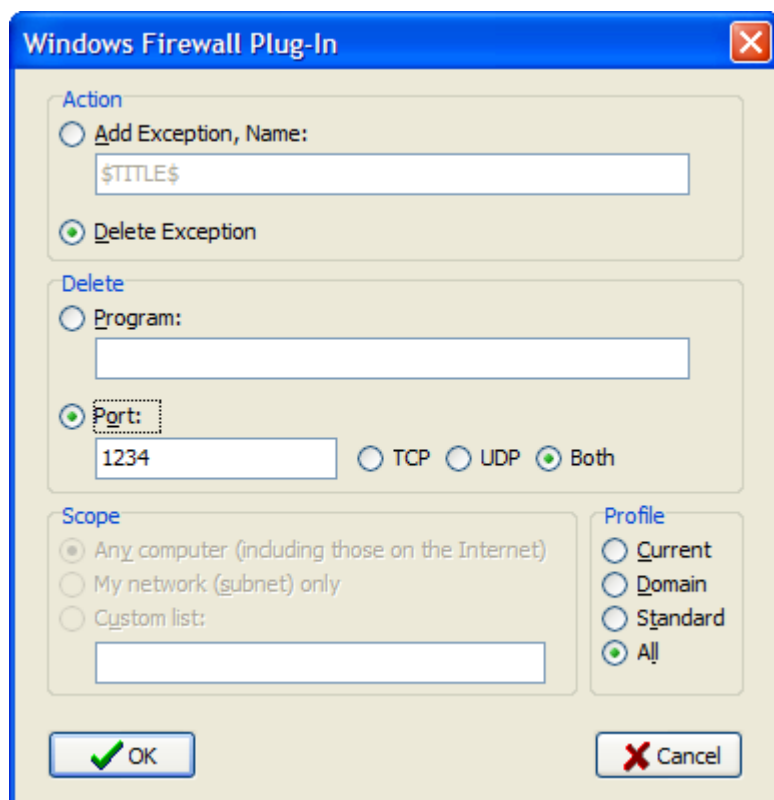 Windows Firewall Plug-In
Action
Add Exception, Name:
$TITLE$
Delete Exception
Delete
Program:
Port:
1234 TCP UDP Both
Scope
Any computer (including those on the Internet)
My network (subnet) only
Custom list:
Profile
Current
Domain
Standard
All
OK
Cancel